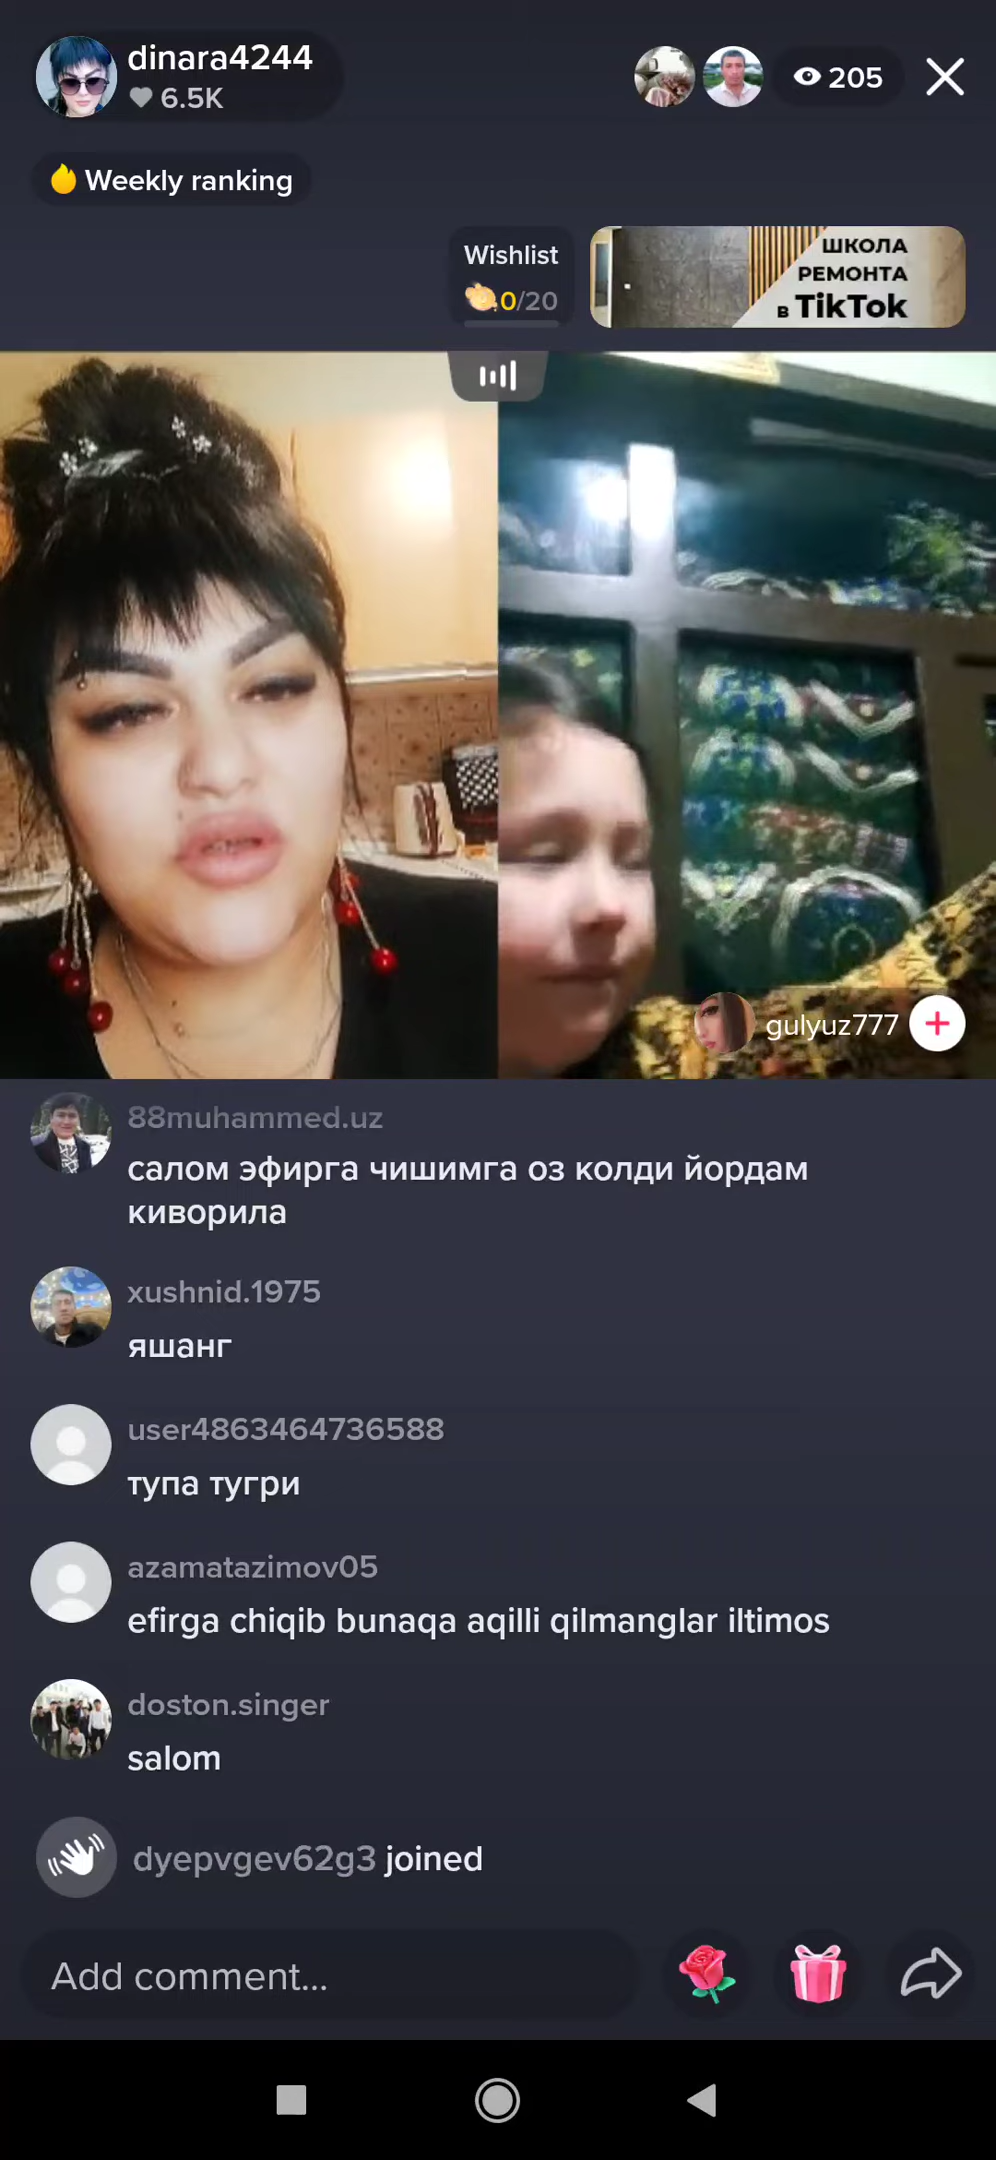 dinara4244
6.5K
205
Weekly ranking
Wishlist
0/20
ШКОЛА
РЕМОНТА
в TikTok
gulyuz777
88muhammed.uz
салом эфирга чишимга оз колди йордам
киворила
xushnid.1975
яшанг
user4863464736588
тупа тугри
azamatazimov05
efirga chiqib bunaqa aqilli qilmanglar iltimos
doston.singer
salom
dyepvgev62g3 joined
Add comment...